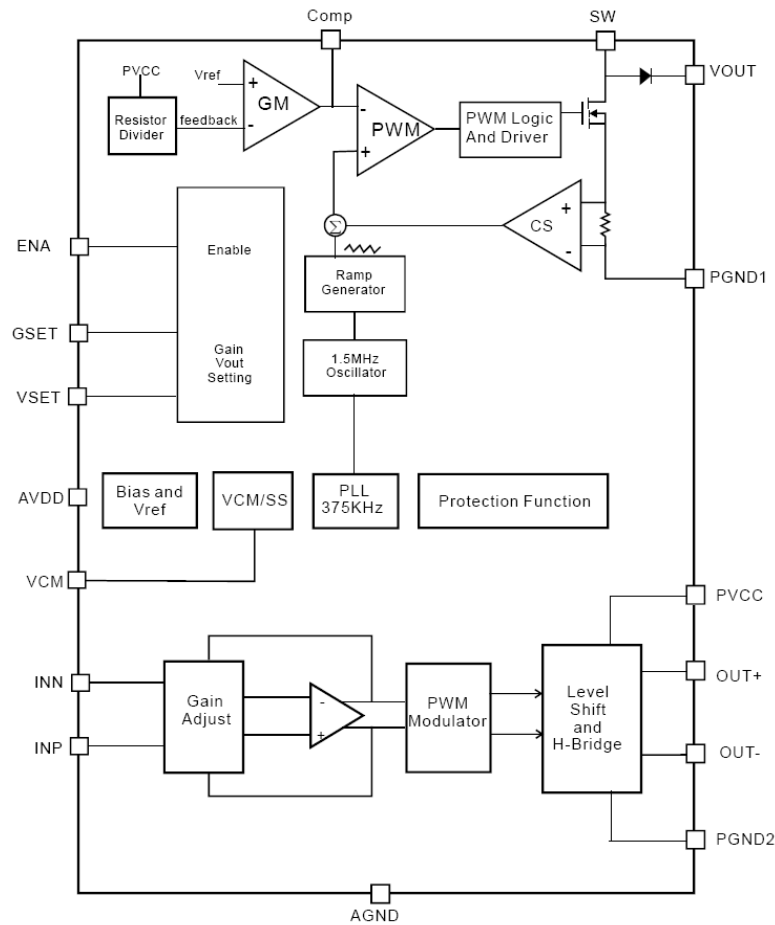 Comp
SW
PVCC
Vref
+
GM
-
feedback
Resistor
Divider
-
PWM
+
PWM Logic
And Driver
VOUT
Σ
CS
+
-
PGND1
ENA
Enable
GSET
Gain
Vout
Setting
VSET
Ramp
Generator
1.5MHz
Oscillator
AVDD
Bias and
Vref
VCM/SS
PLL
375KHz
Protection Function
VCM
PVCC
INN
Gain
Adjust
INP
-
+
PWM
Modulator
Level
Shift
and
H-Bridge
OUT+
OUT-
PGND2
AGND